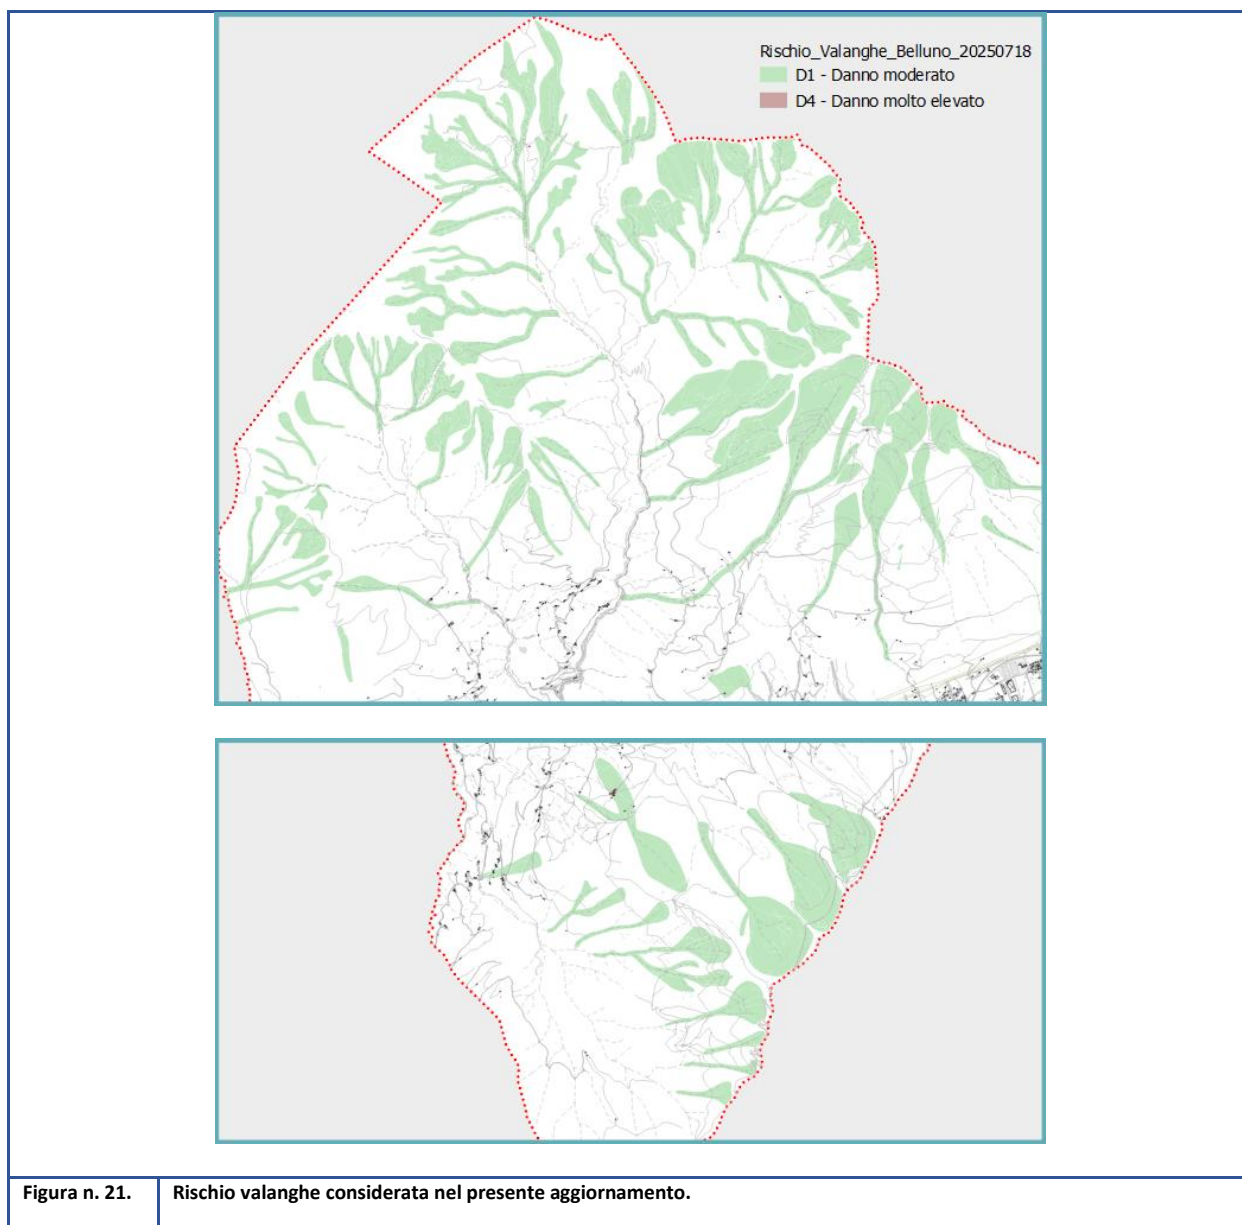 Rischio_Valanghe_Belluno_20250718
D1 - Danno moderato
D4 - Danno molto elevato
Figura n. 21.
Rischio valanghe considerata nel presente aggiornamento.